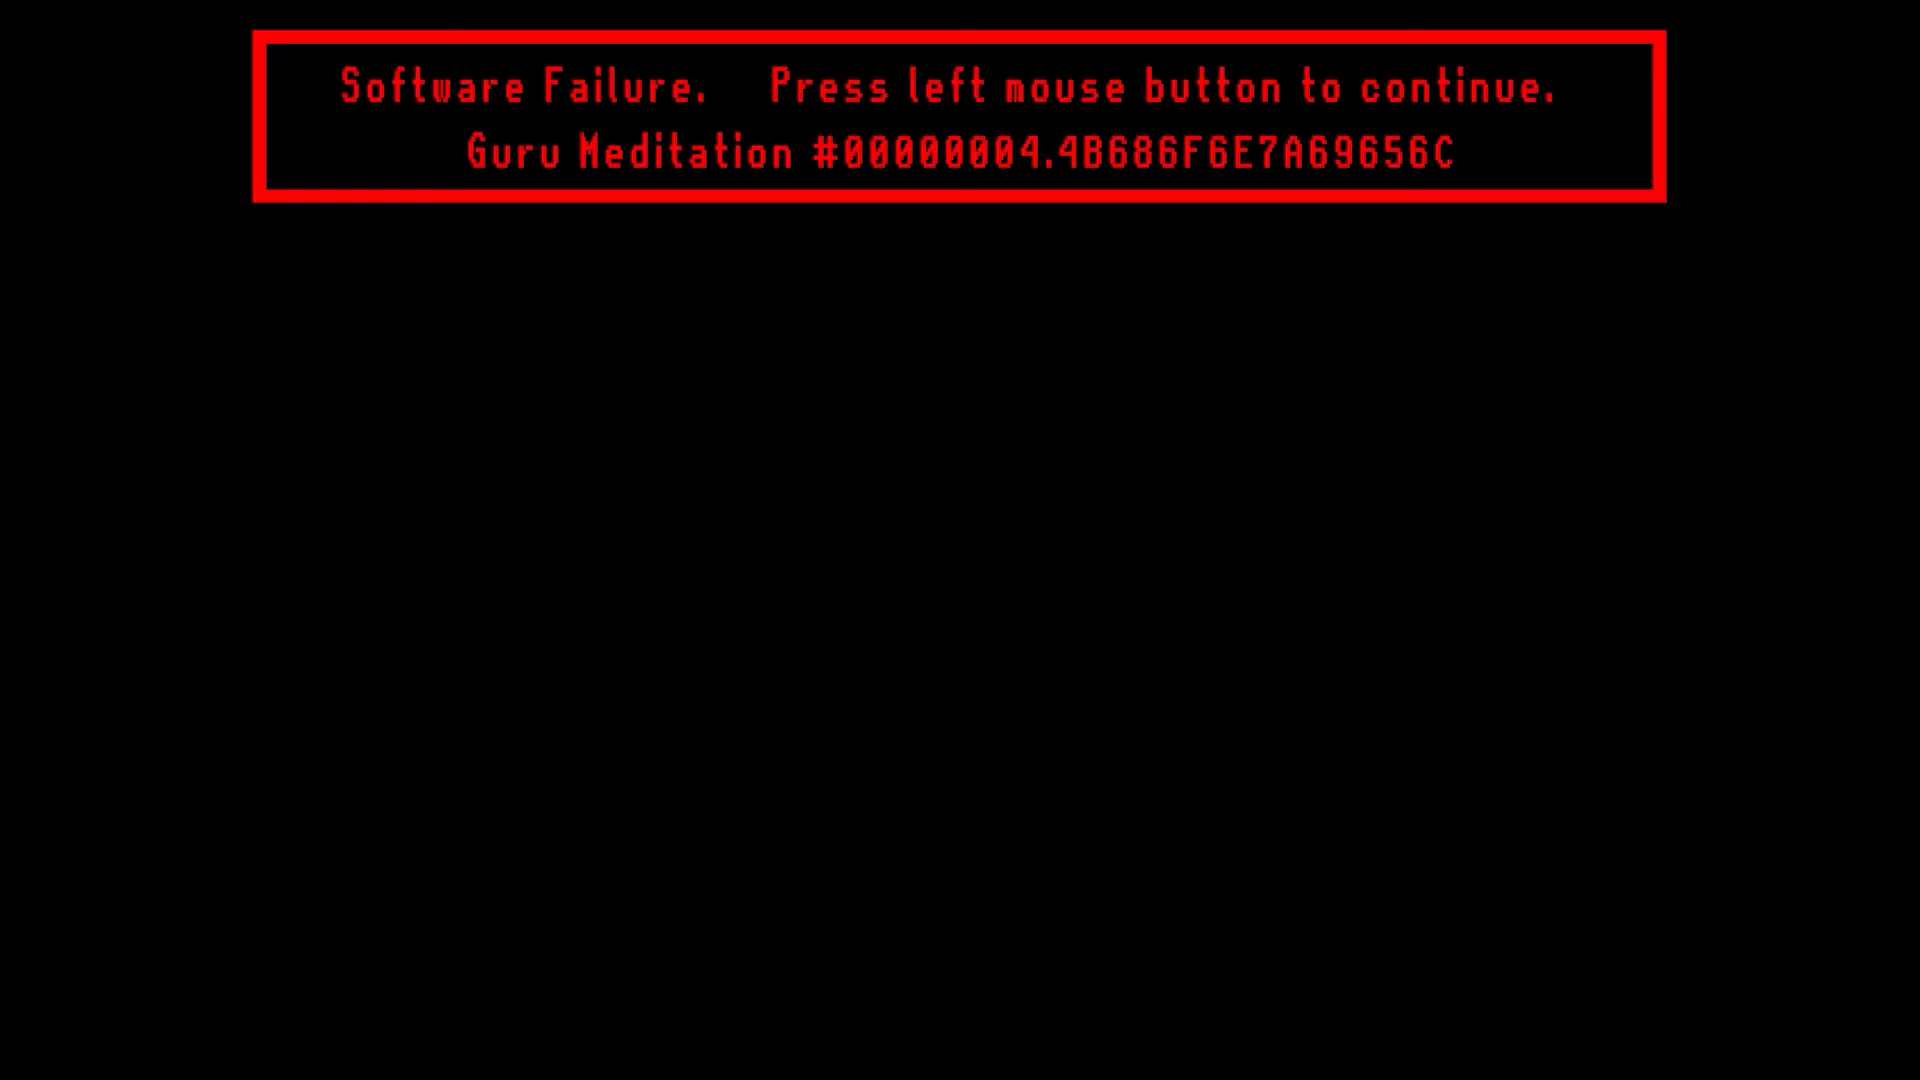 Software Failure.   Press left mouse button to continue.
Guru Meditation #00000004.4B686F6E7A69656C